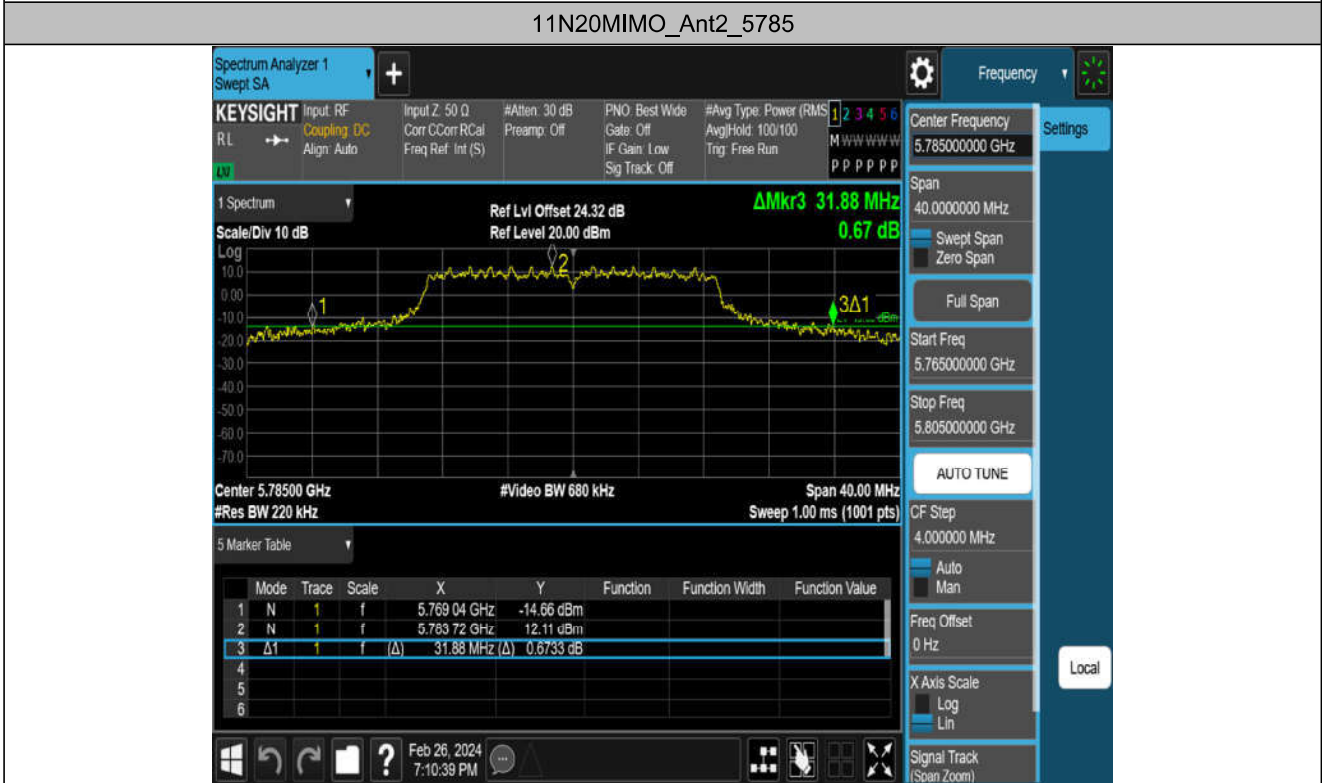 11N20MIMO_Ant2_5785
Spectrum Analyzer 1
Swept SA
+
Frequency
KEYSIGHT
RL
LXI
Input: RF
Coupling: DC
Align: Auto
Input Z: 50 Ω
Corr CCorr RCal
Freq Ref: Int (S)
#Atten: 30 dB
Preamp: Off
PNO: Best Wide
Gate: Off
IF Gain: Low
Sig Track: Off
#Avg Type: Power (RMS
Avg|Hold: 100/100
Trig: Free Run
1 2 3 4 5 6
M W W W W W
P P P P P P
1 Spectrum
Scale/Div 10 dB
Ref Lvl Offset 24.32 dB
Ref Level 20.00 dBm
ΔMkr3 31.88 MHz
0.67 dB
Log
10.0
0.00
-10.0
-20.0
-30.0
-40.0
-50.0
-60.0
-70.0
1
2
3Δ1
Center 5.78500 GHz
#Res BW 220 kHz
#Video BW 680 kHz
Span 40.00 MHz
Sweep 1.00 ms (1001 pts)
5 Marker Table
Mode Trace Scale X Y Function Function Width Function Value
1 N 1 f 5.769 04 GHz -14.66 dBm
2 N 1 f 5.783 72 GHz 12.11 dBm
3 Δ1 1 f (Δ) 31.88 MHz (Δ) 0.6733 dB
4
5
6
Feb 26, 2024
7:10:39 PM
Center Frequency
5.785000000 GHz
Settings
Span
40.0000000 MHz
Swept Span
Zero Span
Full Span
Start Freq
5.765000000 GHz
Stop Freq
5.805000000 GHz
AUTO TUNE
CF Step
4.000000 MHz
Auto
Man
Freq Offset
0 Hz
X Axis Scale
Log
Lin
Local
Signal Track
(Span Zoom)